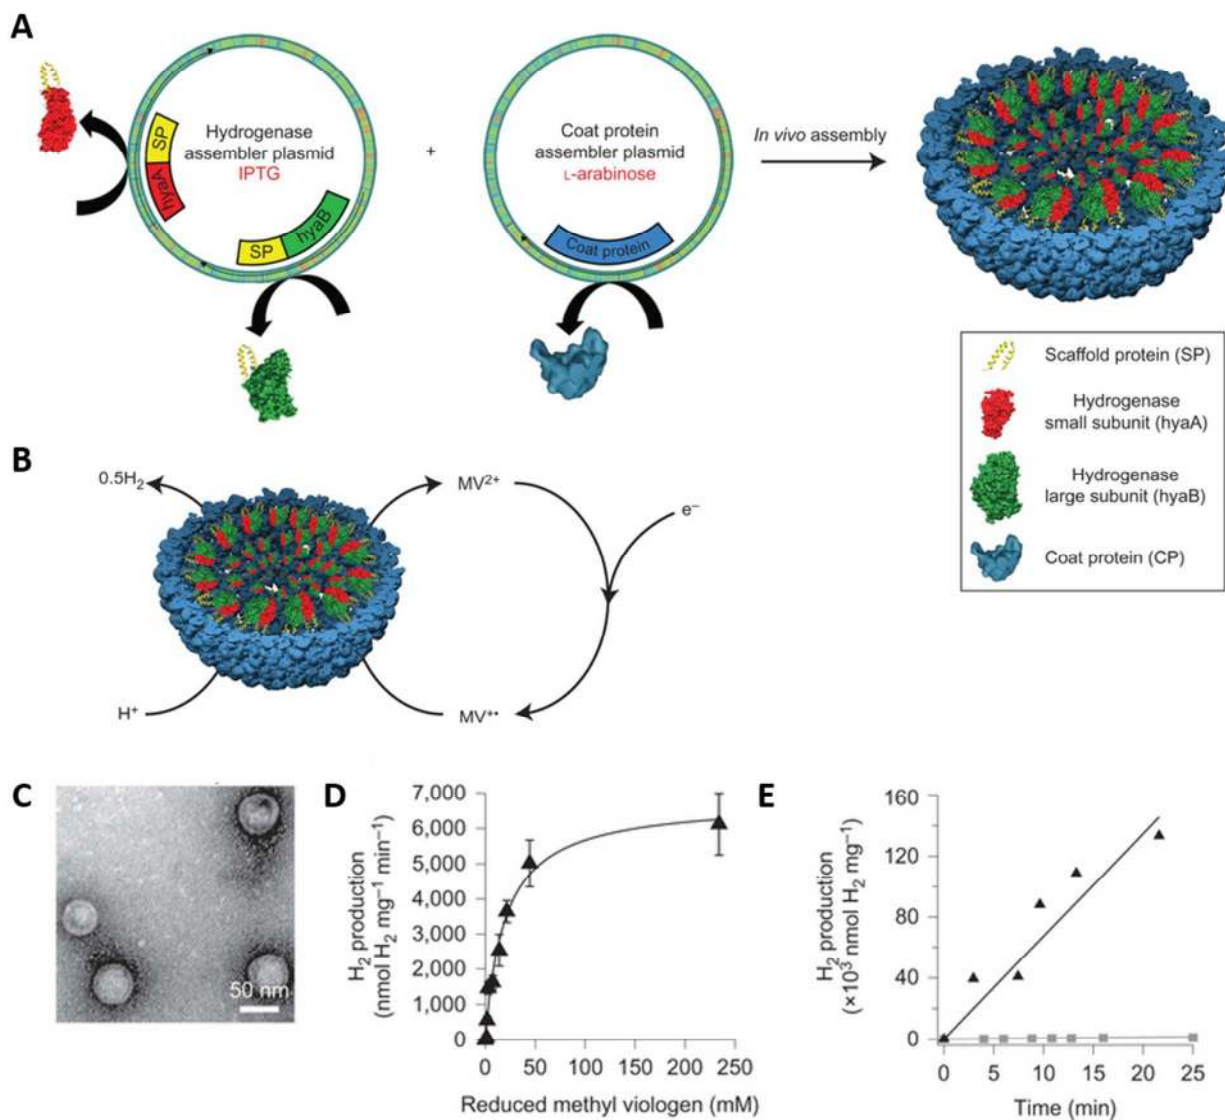 A
SP
hyaA
Hydrogenase
assembler plasmid
IPTG
SP
hyaB
+
Coat protein
assembler plasmid
L-arabinose
Coat protein
In vivo assembly
Scaffold protein (SP)
Hydrogenase
small subunit (hyaA)
Hydrogenase
large subunit (hyaB)
Coat protein (CP)
B
0.5H₂
MV²⁺
e⁻
H⁺
MV⁺•
C
50 nm
D
H₂ production
(nmol H₂ mg⁻¹ min⁻¹)
7,000
6,000
5,000
4,000
3,000
2,000
1,000
0
0 50 100 150 200 250
Reduced methyl viologen (mM)
E
H₂ production
(×10³ nmol H₂ mg⁻¹)
160
120
80
40
0
0 5 10 15 20 25
Time (min)